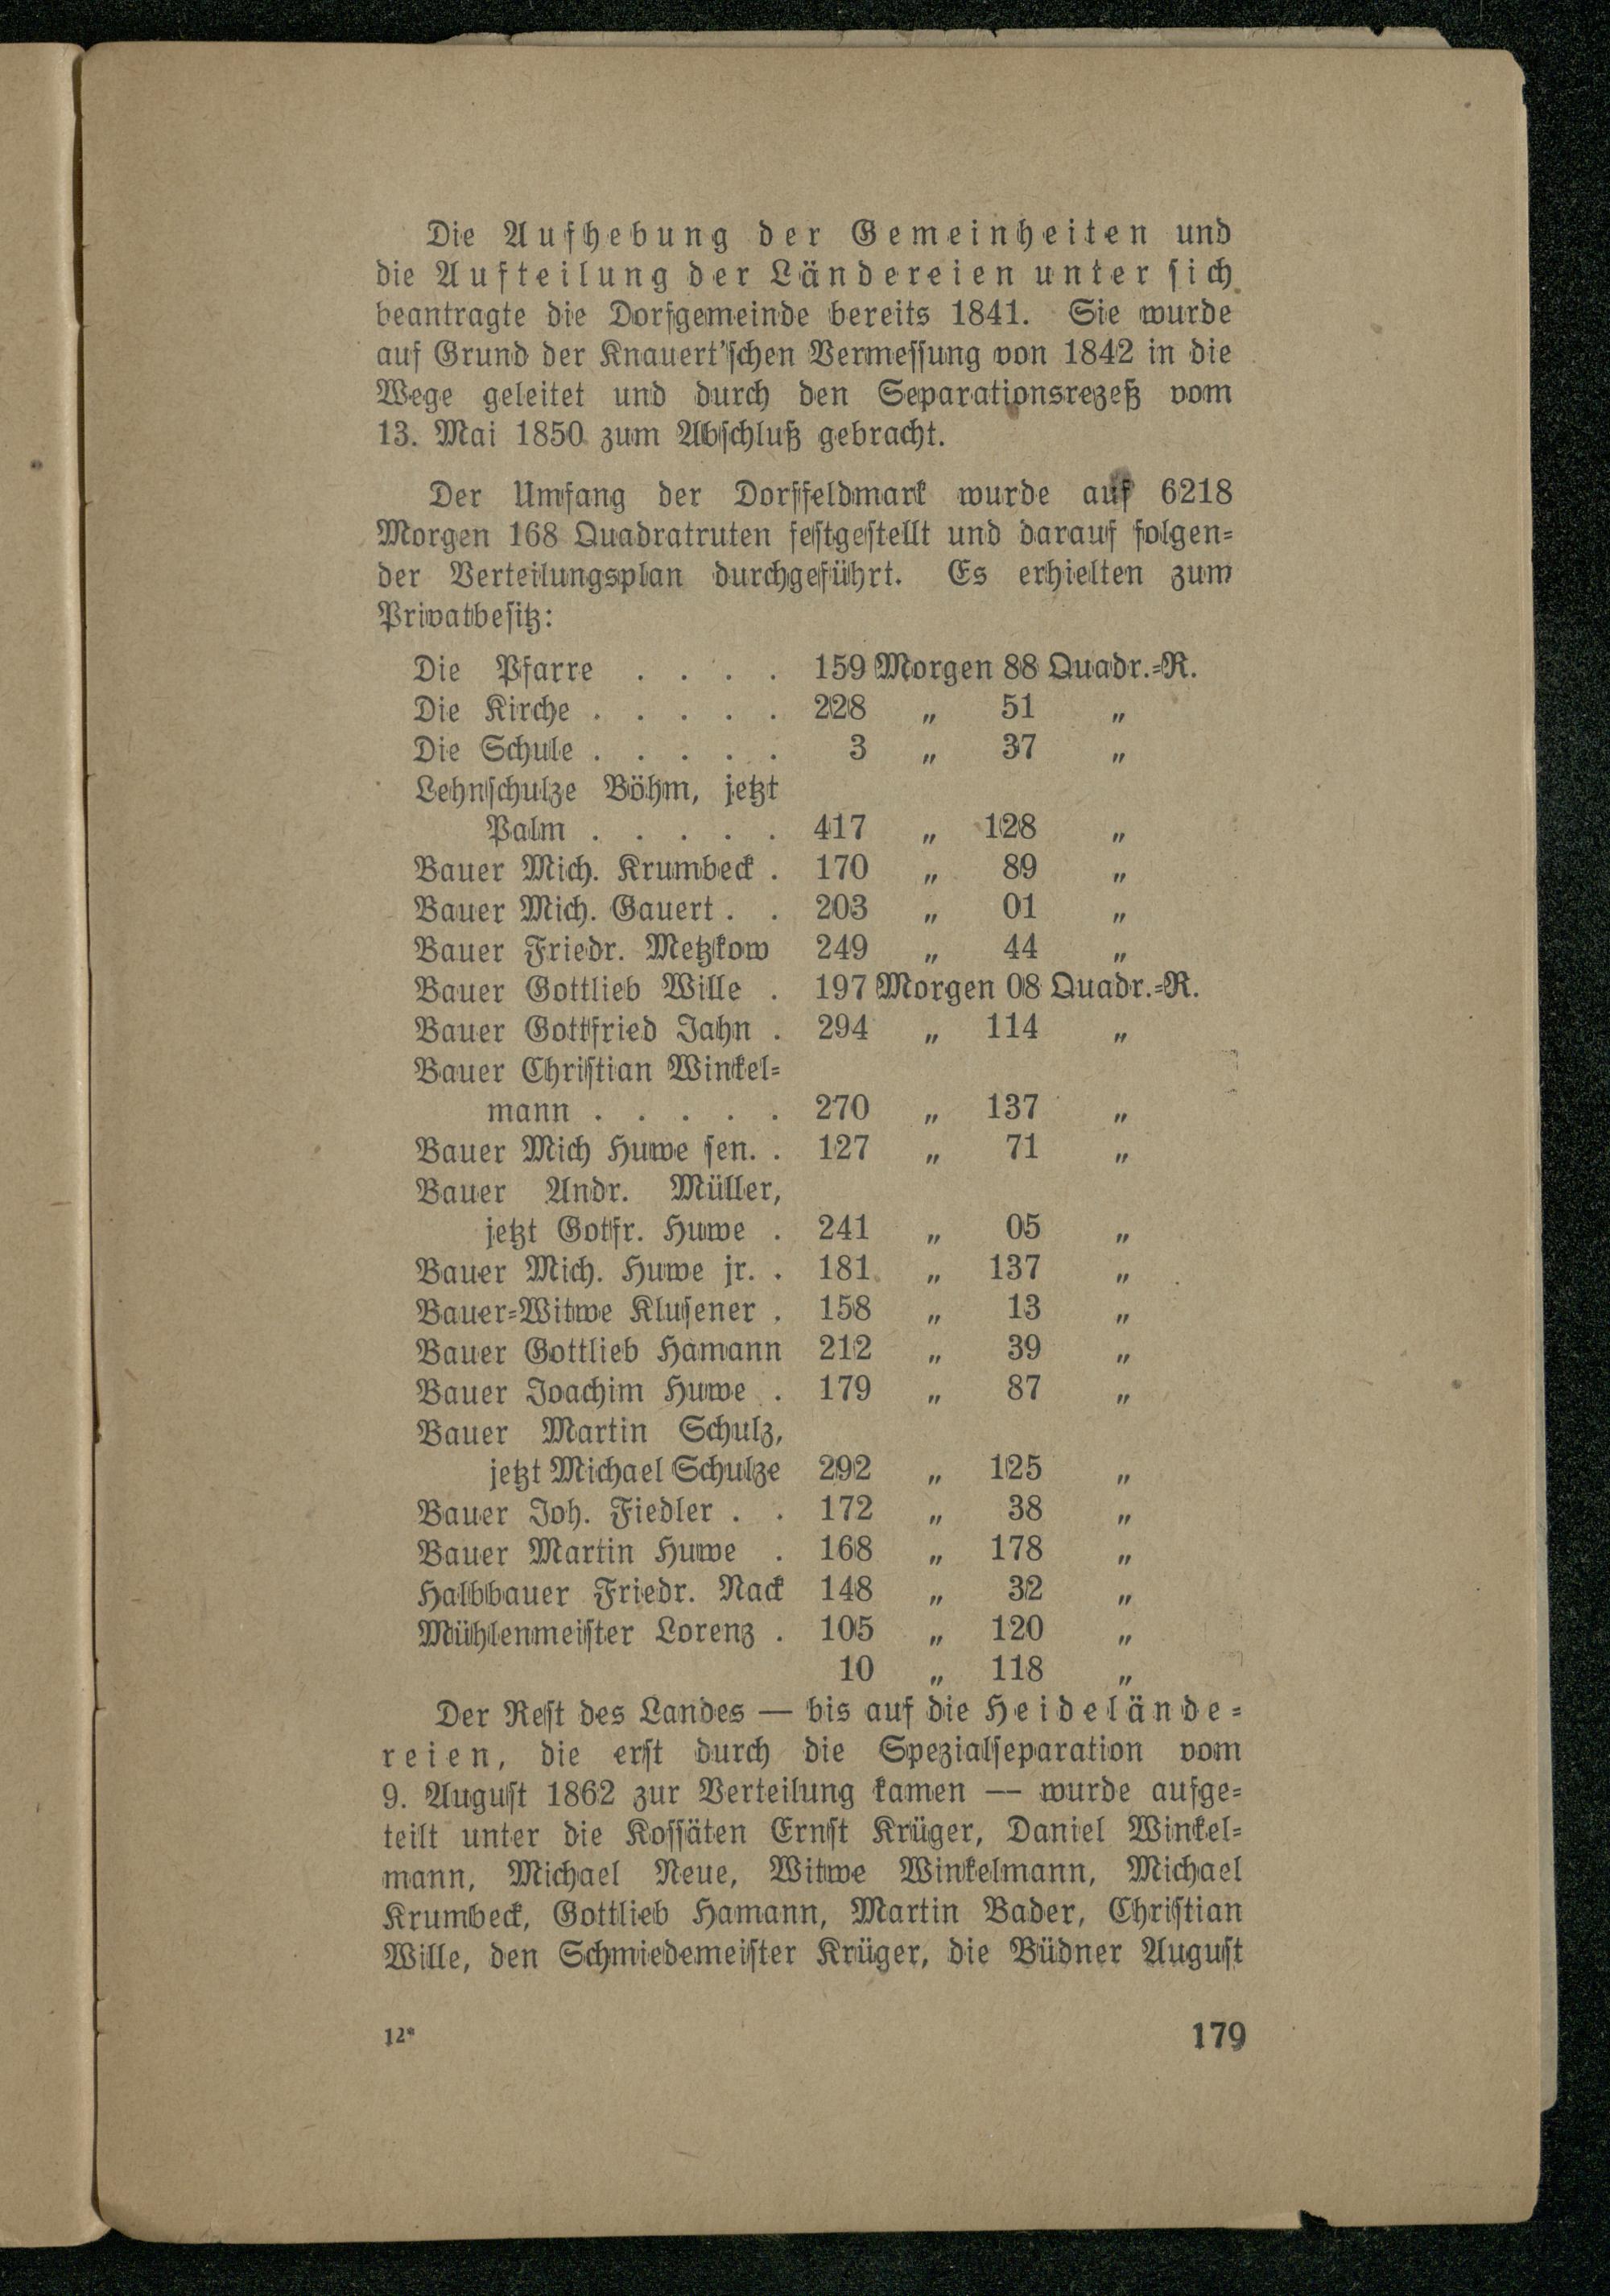 Die Aufhebung der Gemeinheiten und
die Aufteilung der Ländereien unter sich
beantragte die Dorfgemeinde bereits 1841. Sie wurde
auf Grund der Knauert'schen Vermessung von 1842 in die
Wege geleitet und durch den Separationsrezeß vom
13. Mai 1850 zum Abschluß gebracht.
Der Umfang der Dorffeldmark wurde auf 6218
Morgen 168 Quadratruten festgestellt und darauf folgen-
der Verteilungsplan durchgeführt. Es erhielten zum
Privatbesitz:
Die Pfarre . . . . 159 Morgen 88 Quadr.-R.
Die Kirche . . . . . 228 „ 51 „
Die Schule . . . . . 3 „ 37 „
Lehnschulze Böhm, jetzt
Palm . . . . . 417 „ 128 „
Bauer Mich. Krumbeck . 170 „ 89 „
Bauer Mich. Gauert . . 203 „ 01 „
Bauer Friedr. Metzkow 249 „ 44 „
Bauer Gottlieb Wille . 197 Morgen 08 Quadr.-R.
Bauer Gottfried Jahn . 294 „ 114 „
Bauer Christian Winkel-
mann . . . . . 270 „ 137 „
Bauer Mich Huwe sen. . 127 „ 71 „
Bauer Andr. Müller,
jetzt Gotfr. Huwe . 241 „ 05 „
Bauer Mich. Huwe jr. . 181 „ 137 „
Bauer-Witwe Klusener . 158 „ 13 „
Bauer Gottlieb Hamann 212 „ 39 „
Bauer Joachim Huwe . 179 „ 87 „
Bauer Martin Schulz,
jetzt Michael Schulze 292 „ 125 „
Bauer Joh. Fiedler . . 172 „ 38 „
Bauer Martin Huwe . 168 „ 178 „
Halbbauer Friedr. Nack 148 „ 32 „
Mühlenmeister Lorenz . 105 „ 120 „
10 „ 118 „
Der Rest des Landes — bis auf die Heidelände-
reien, die erst durch die Spezialseparation vom
9. August 1862 zur Verteilung kamen — wurde aufge-
teilt unter die Kossäten Ernst Krüger, Daniel Winkel-
mann, Michael Neue, Witwe Winkelmann, Michael
Krumbeck, Gottlieb Hamann, Martin Bader, Christian
Wille, den Schmiedemeister Krüger, die Büdner August
12* 179